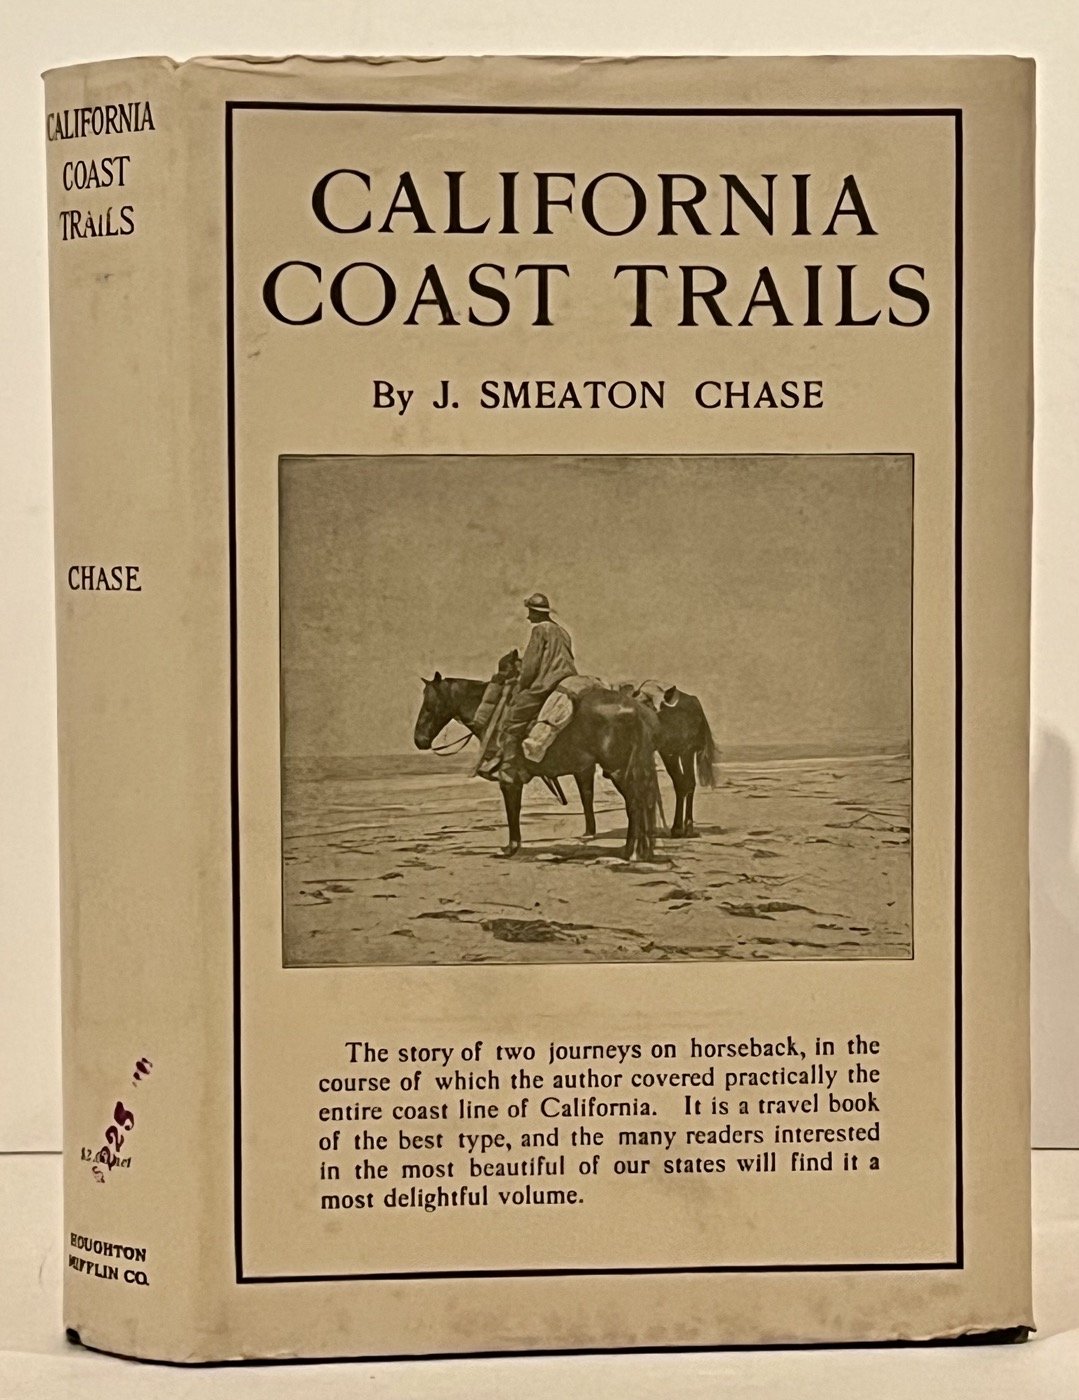 CALIFORNIA
COAST
TRAILS
CHASE
225
HOUGHTON
MIFFLIN CO.
CALIFORNIA
COAST TRAILS
By J. SMEATON CHASE
The story of two journeys on horseback, in the
course of which the author covered practically the
entire coast line of California. It is a travel book
of the best type, and the many readers interested
in the most beautiful of our states will find it a
most delightful volume.